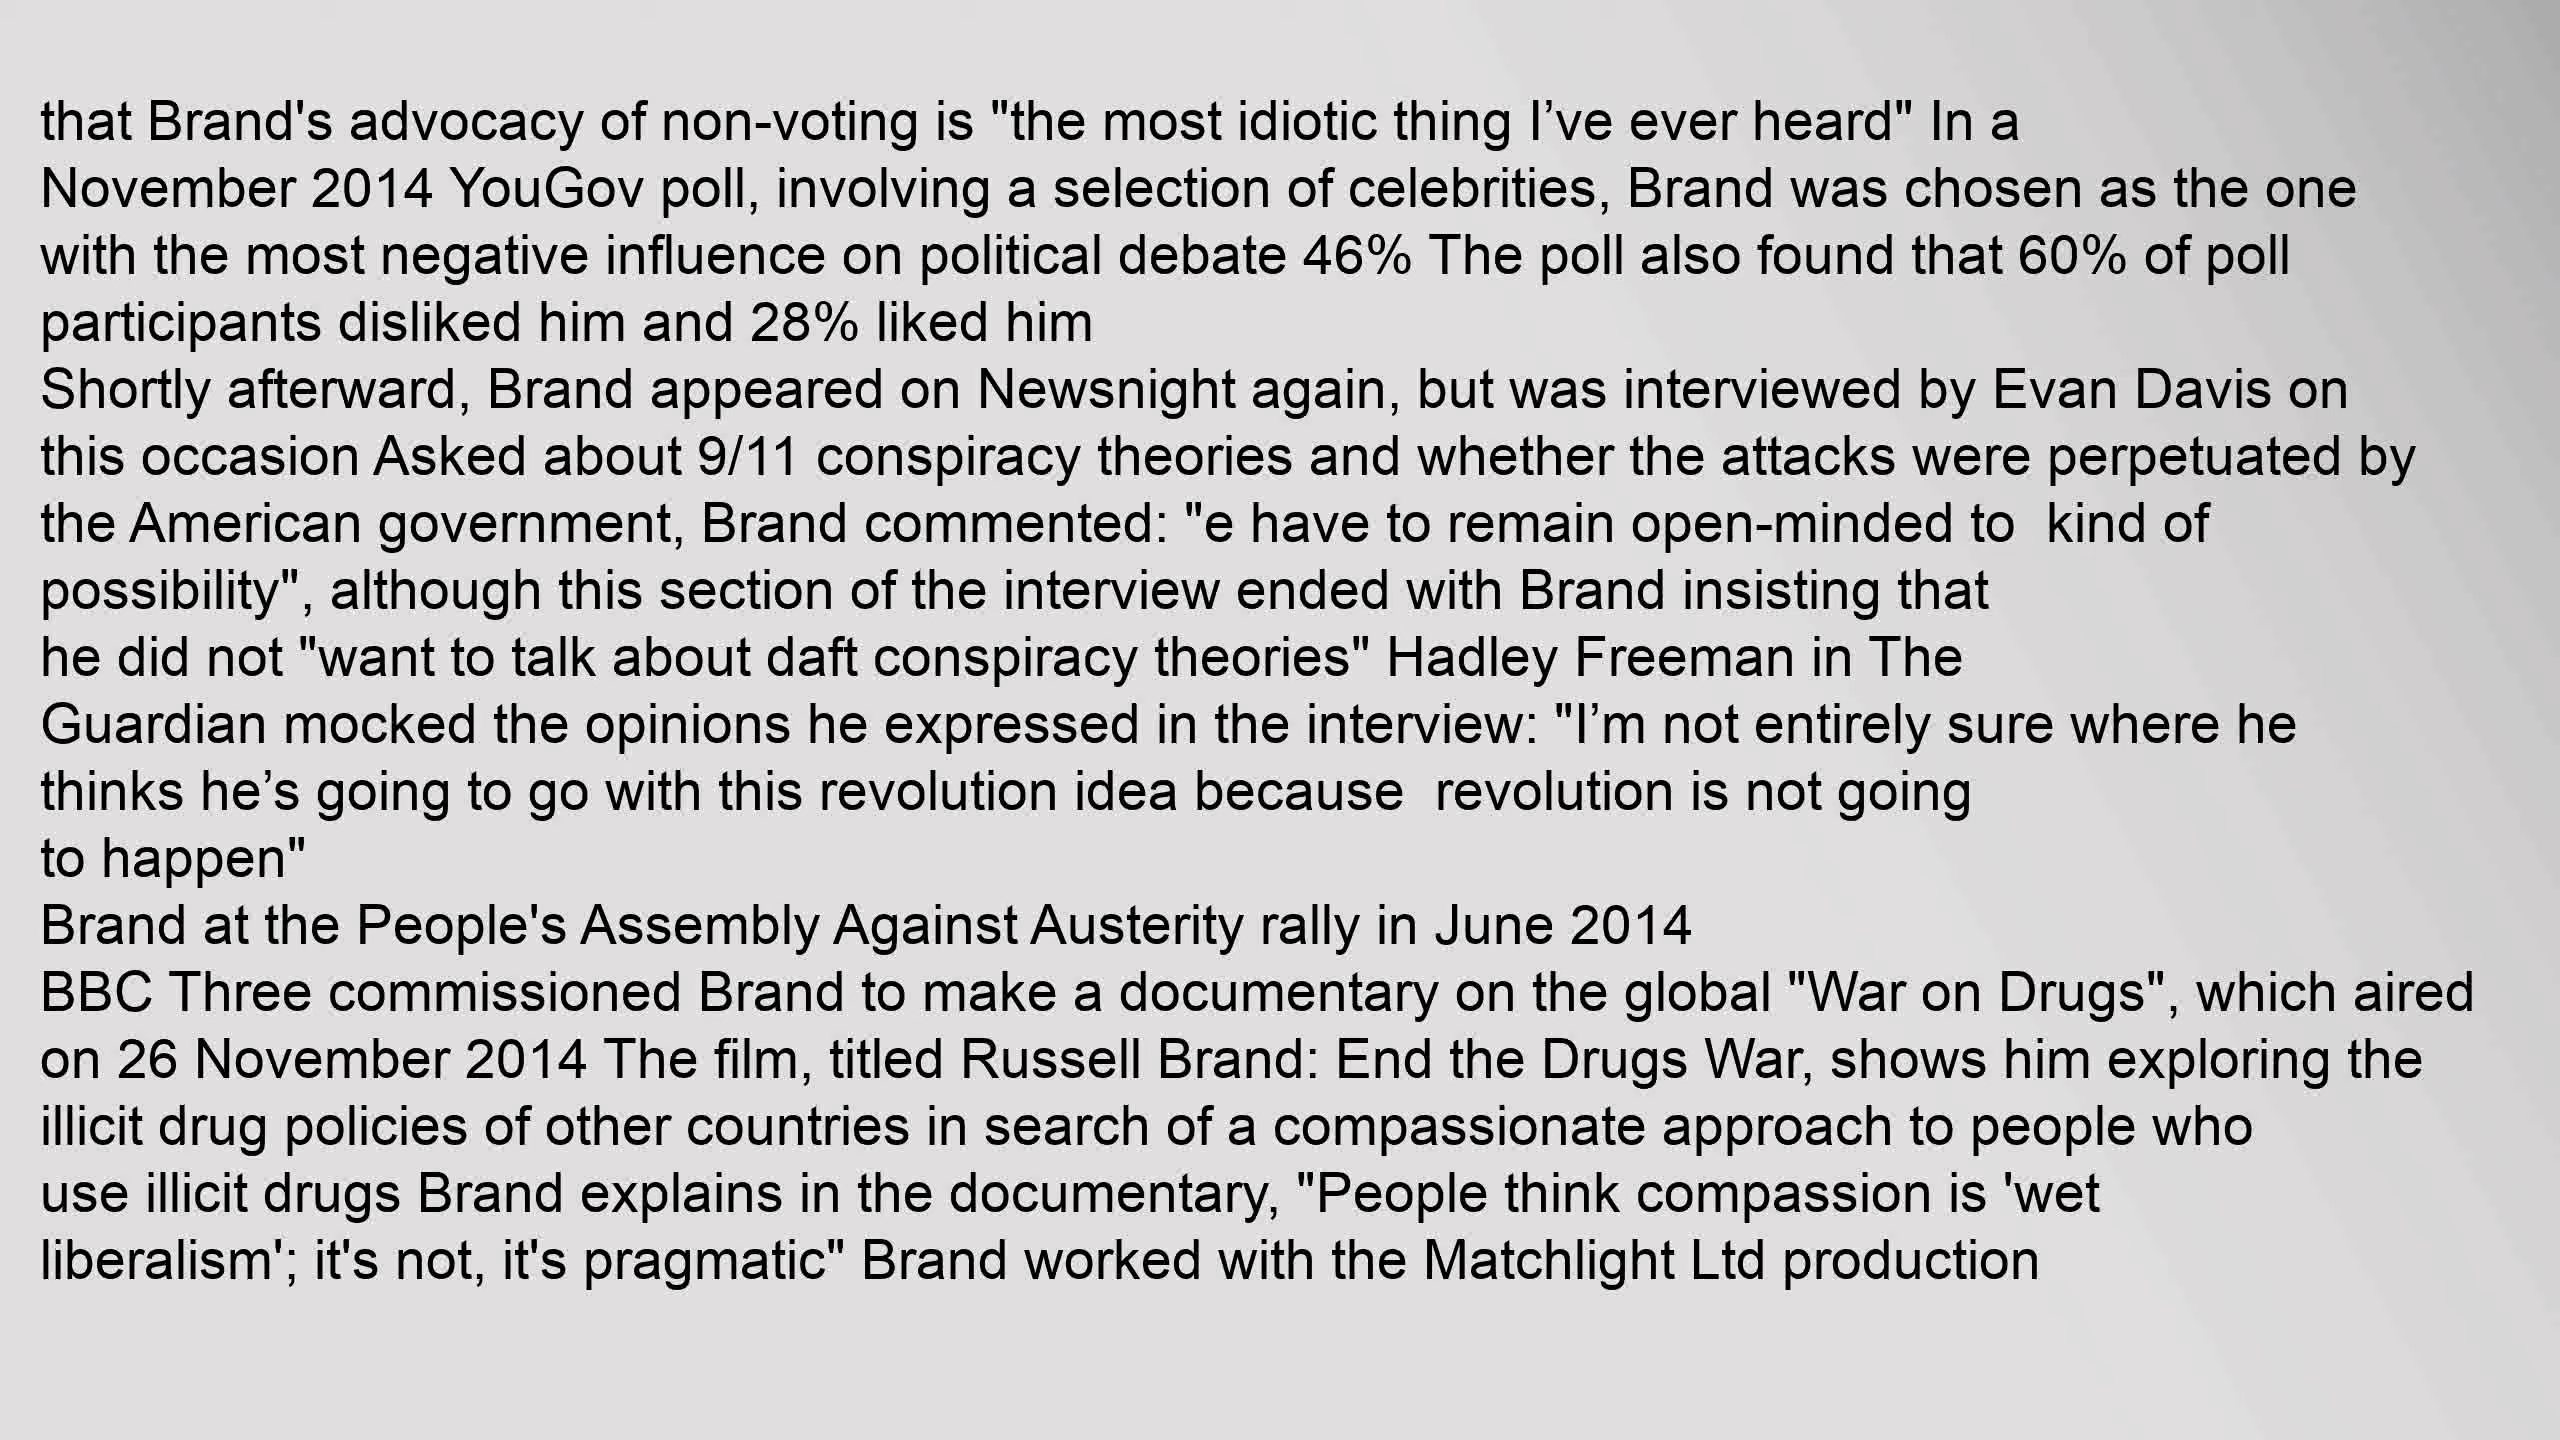 that Brand's advocacy of non-voting is "the most idiotic thing I’ve ever heard" In a
November 2014 YouGov poll, involving a selection of celebrities, Brand was chosen as the one
with the most negative influence on political debate 46% The poll also found that 60% of poll
participants disliked him and 28% liked him
Shortly afterward, Brand appeared on Newsnight again, but was interviewed by Evan Davis on
this occasion Asked about 9/11 conspiracy theories and whether the attacks were perpetuated by
the American government, Brand commented: "e have to remain open-minded to  kind of
possibility", although this section of the interview ended with Brand insisting that
he did not "want to talk about daft conspiracy theories" Hadley Freeman in The
Guardian mocked the opinions he expressed in the interview: "I’m not entirely sure where he
thinks he’s going to go with this revolution idea because  revolution is not going
to happen"
Brand at the People's Assembly Against Austerity rally in June 2014
BBC Three commissioned Brand to make a documentary on the global "War on Drugs", which aired
on 26 November 2014 The film, titled Russell Brand: End the Drugs War, shows him exploring the
illicit drug policies of other countries in search of a compassionate approach to people who
use illicit drugs Brand explains in the documentary, "People think compassion is 'wet
liberalism'; it's not, it's pragmatic" Brand worked with the Matchlight Ltd production